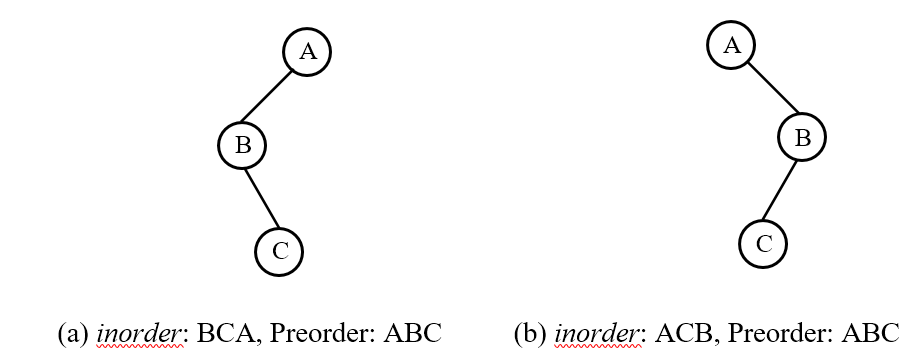 A
A
B
B
C
C
(a) inorder: BCA, Preorder: ABC
(b) inorder: ACB, Preorder: ABC